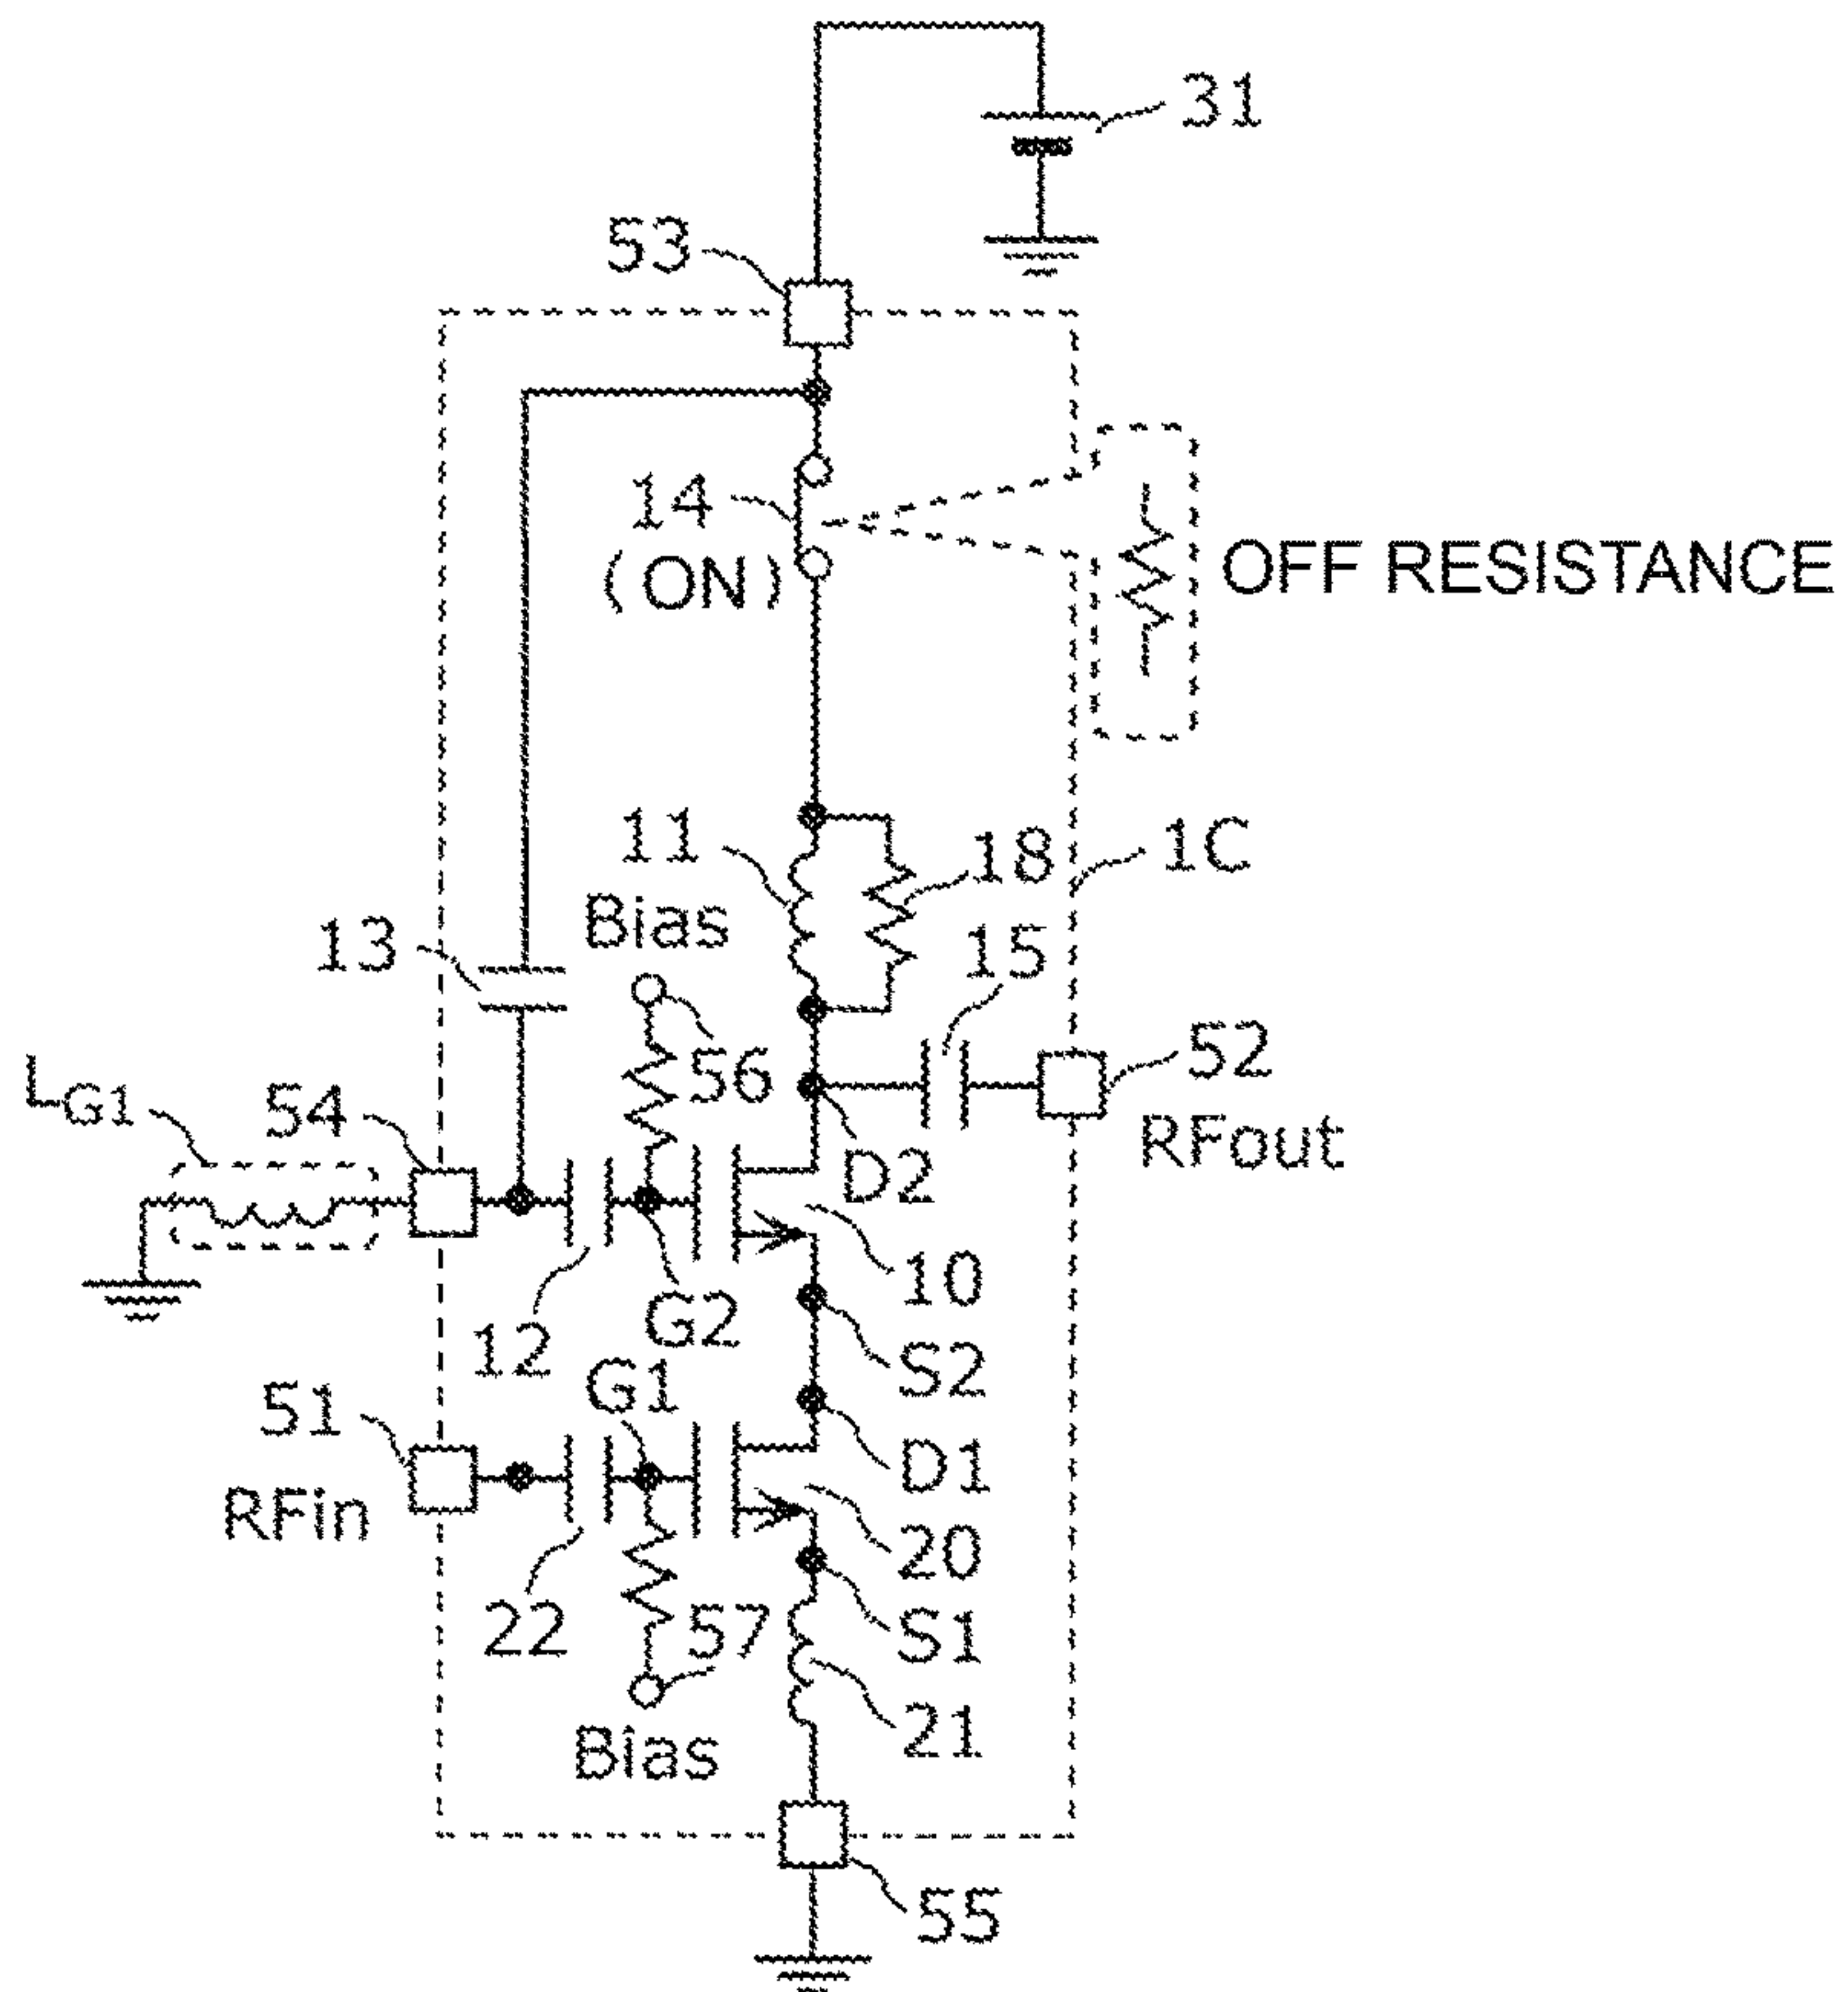 31
53
14
(ON)
OFF RESISTANCE
11
18
1C
Bias
13
15
56
52
LG1
54
RFout
D2
10
12
G2
S2
G1
51
D1
RFin
20
22
57
S1
21
Bias
55